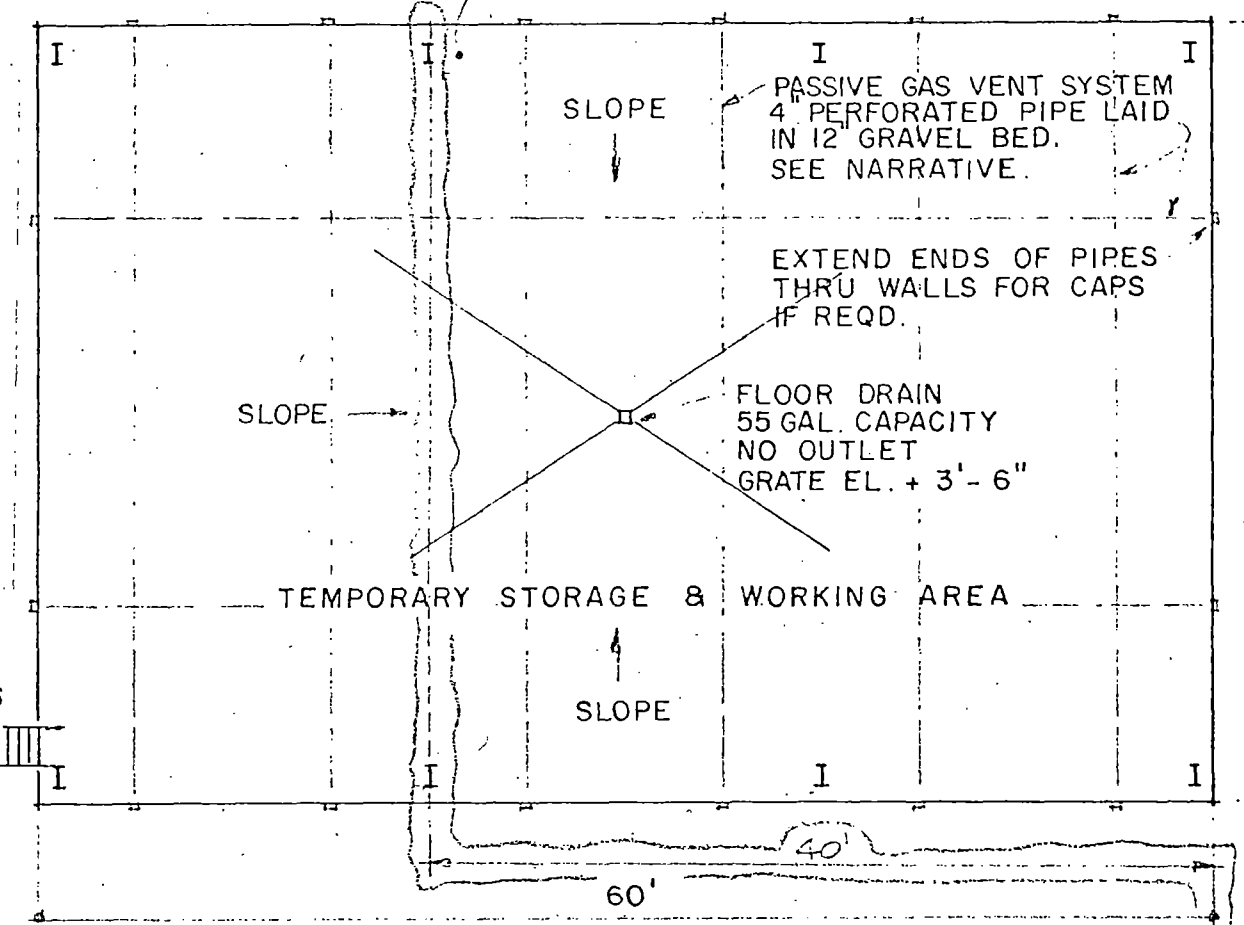 SLOPE
PASSIVE GAS VENT SYSTEM
4" PERFORATED PIPE LAID
IN 12" GRAVEL BED.
SEE NARRATIVE.
EXTEND ENDS OF PIPES
THRU WALLS FOR CAPS
IF REQD.
SLOPE
FLOOR DRAIN
55 GAL. CAPACITY
NO OUTLET
GRATE EL. + 3'- 6"
TEMPORARY STORAGE & WORKING AREA
SLOPE
40'
60'